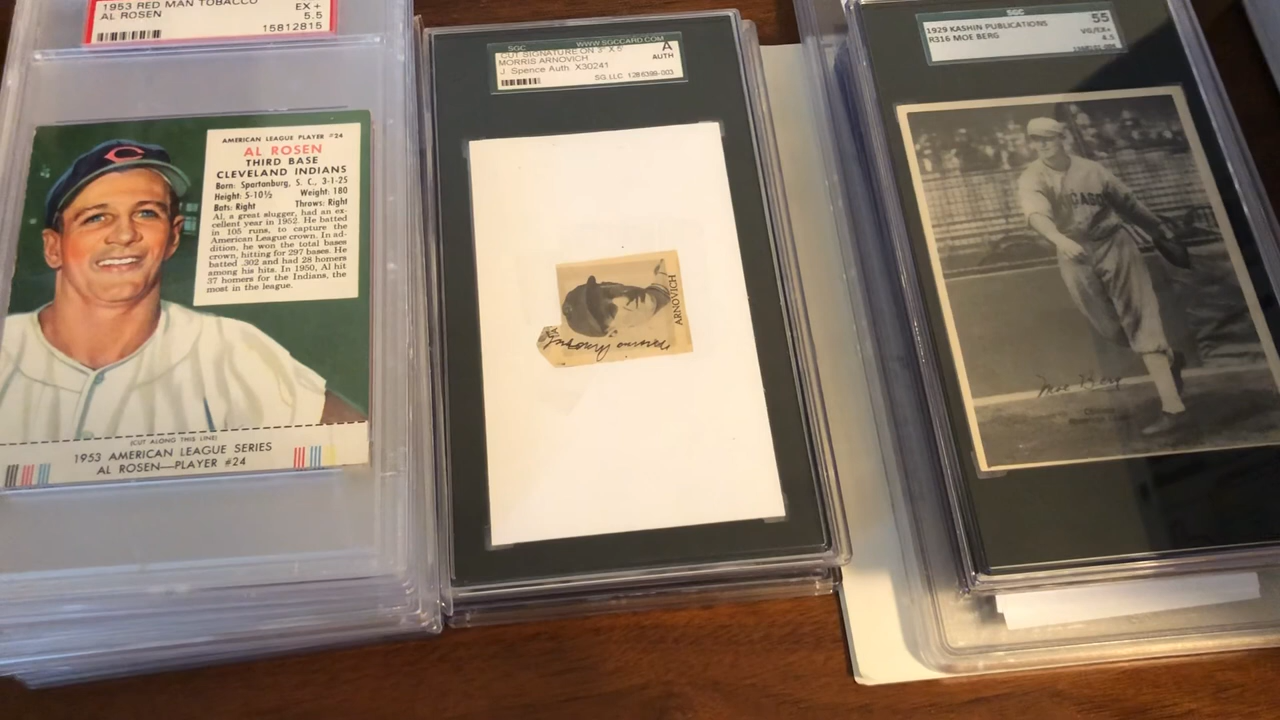 1953 RED MAN TOBACCO
AL ROSEN
EX +
5.5
15812815
AMERICAN LEAGUE PLAYER #24
AL ROSEN
THIRD BASE
CLEVELAND INDIANS
Born: Spartanburg, S. C., 3-1-25
Height: 5-10½ Weight: 180
Bats: Right Throws: Right
Al, a great slugger, had an ex-
cellent year in 1952. He batted
in 105 runs, to capture the
American League crown. In ad-
dition, he won the total bases
crown, hitting for 297 bases. He
batted .302 and had 28 homers
among his hits. In 1950, Al hit
37 homers for the Indians, the
most in the league.
C
(CUT ALONG THIS LINE)
1953 AMERICAN LEAGUE SERIES
AL ROSEN—PLAYER #24
SGC WWW.SGCCARD.COM
CUT SIGNATURE ON 3" X 5"
MORRIS ARNOVICH
J. Spence Auth. X30241
A
AUTH
SG, LLC 1286399-003
ARNOVICH
Morris Arnovich
SGC
1929 KASHIN PUBLICATIONS
R316 MOE BERG
55
VG/EX+
4.5
CHICAGO
Moe Berg